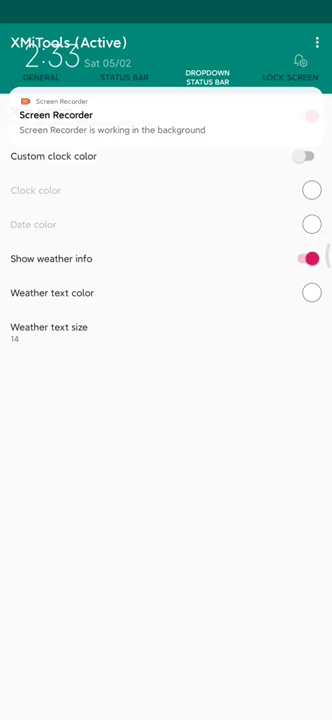 XMiTools (Active)
2:33 Sat 05/02
GENERAL
STATUS BAR
DROPDOWN
STATUS BAR
LOCK SCREEN
Screen Recorder
Screen Recorder
Screen Recorder is working in the background
Custom clock color
Clock color
Date color
Show weather info
Weather text color
Weather text size
14